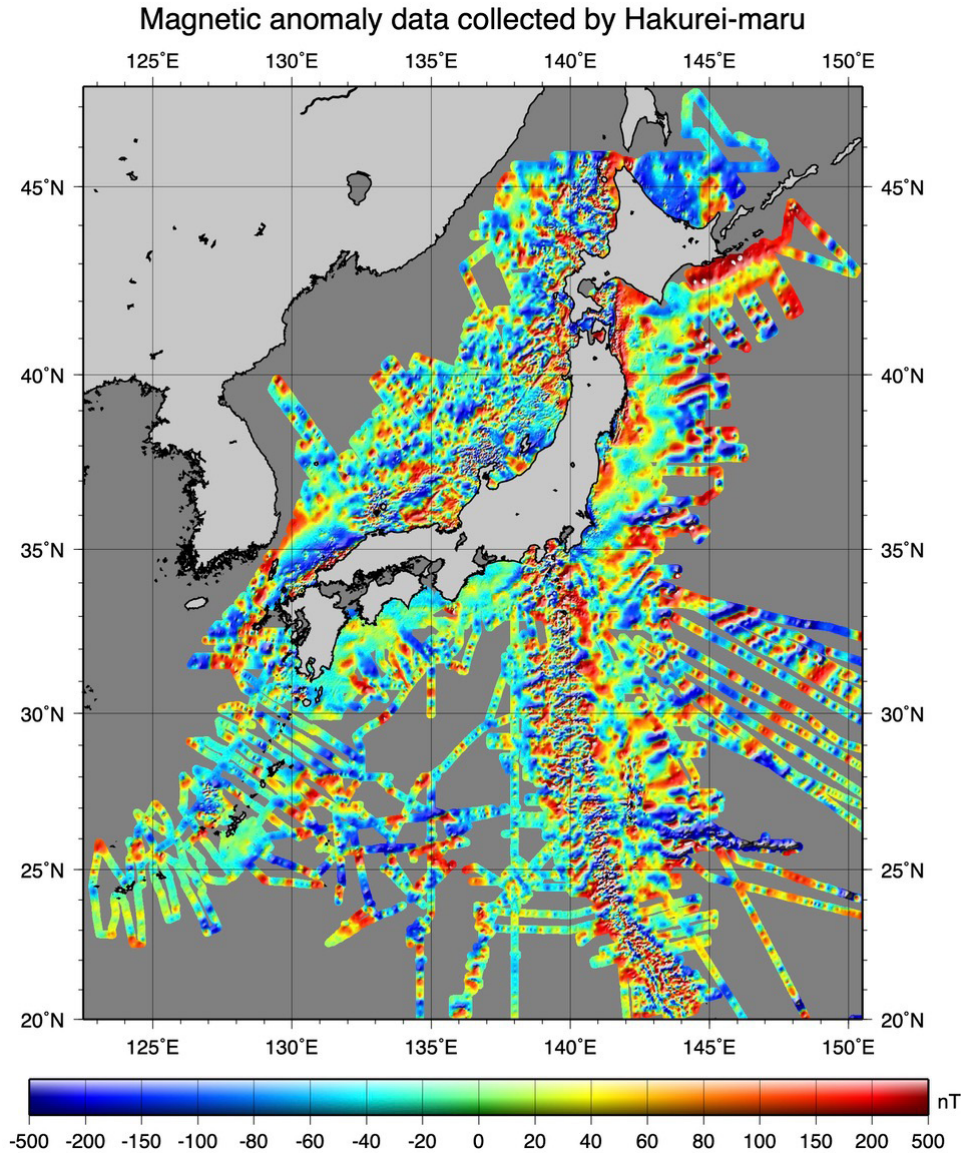 Magnetic anomaly data collected by Hakurei-maru
125°E 130°E 135°E 140°E 145°E 150°E
45°N 45°N
40°N 40°N
35°N 35°N
30°N 30°N
25°N 25°N
20°N 20°N
125°E 130°E 135°E 140°E 145°E 150°E
nT
-500 -200 -150 -100 -80 -60 -40 -20 0 20 40 60 80 100 150 200 500